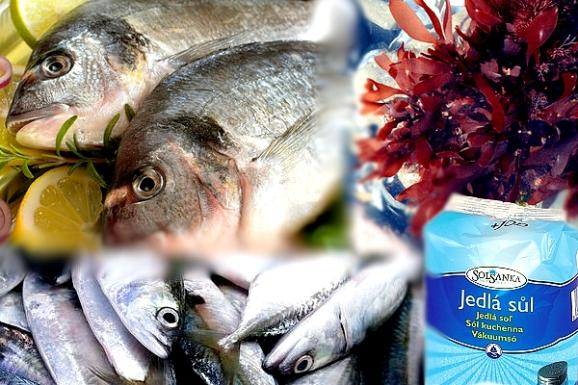 SOLSANKA
Jedlá sůl
Jedlá soľ
Sól kuchenna
Vákuumsó